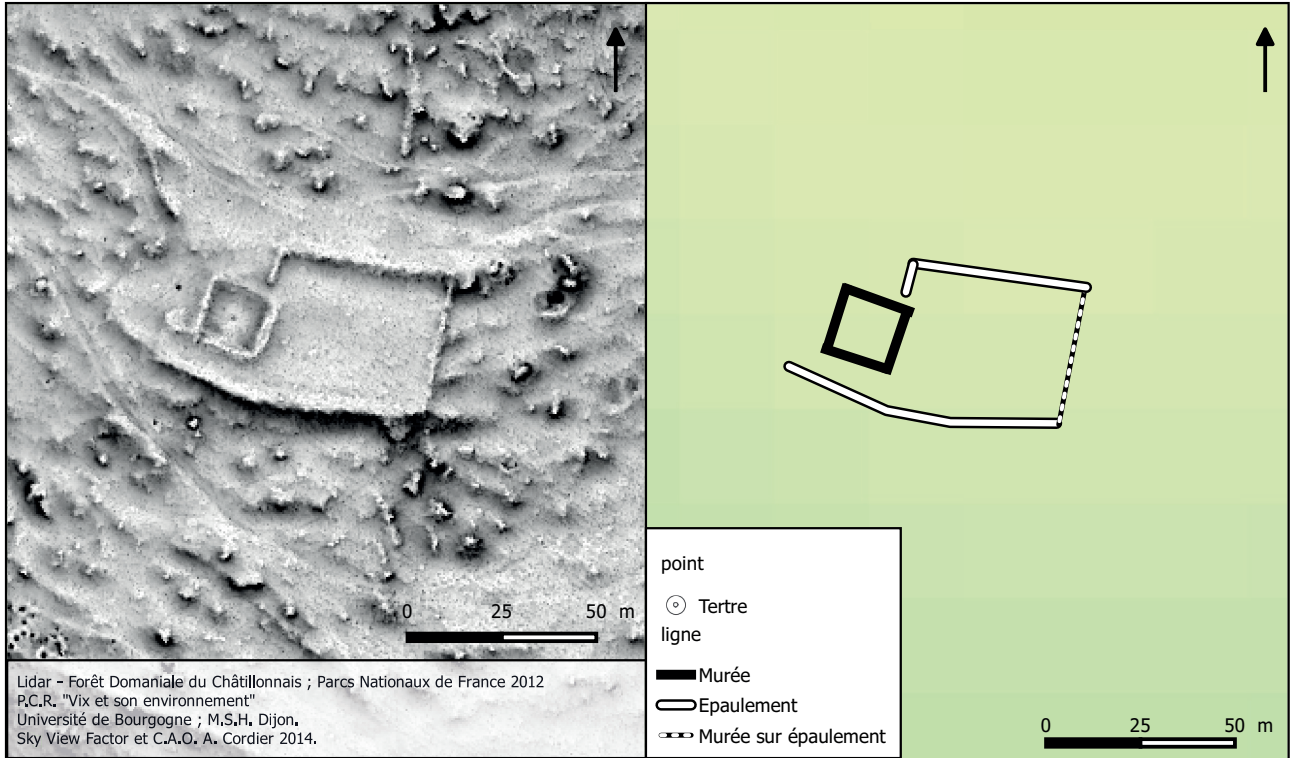 0 25 50 m
Lidar - Forêt Domaniale du Châtillonnais ; Parcs Nationaux de France 2012
P.C.R. "Vix et son environnement"
Université de Bourgogne ; M.S.H. Dijon.
Sky View Factor et C.A.O. A. Cordier 2014.
point
Tertre
ligne
Murée
Epaulement
Murée sur épaulement
0 25 50 m